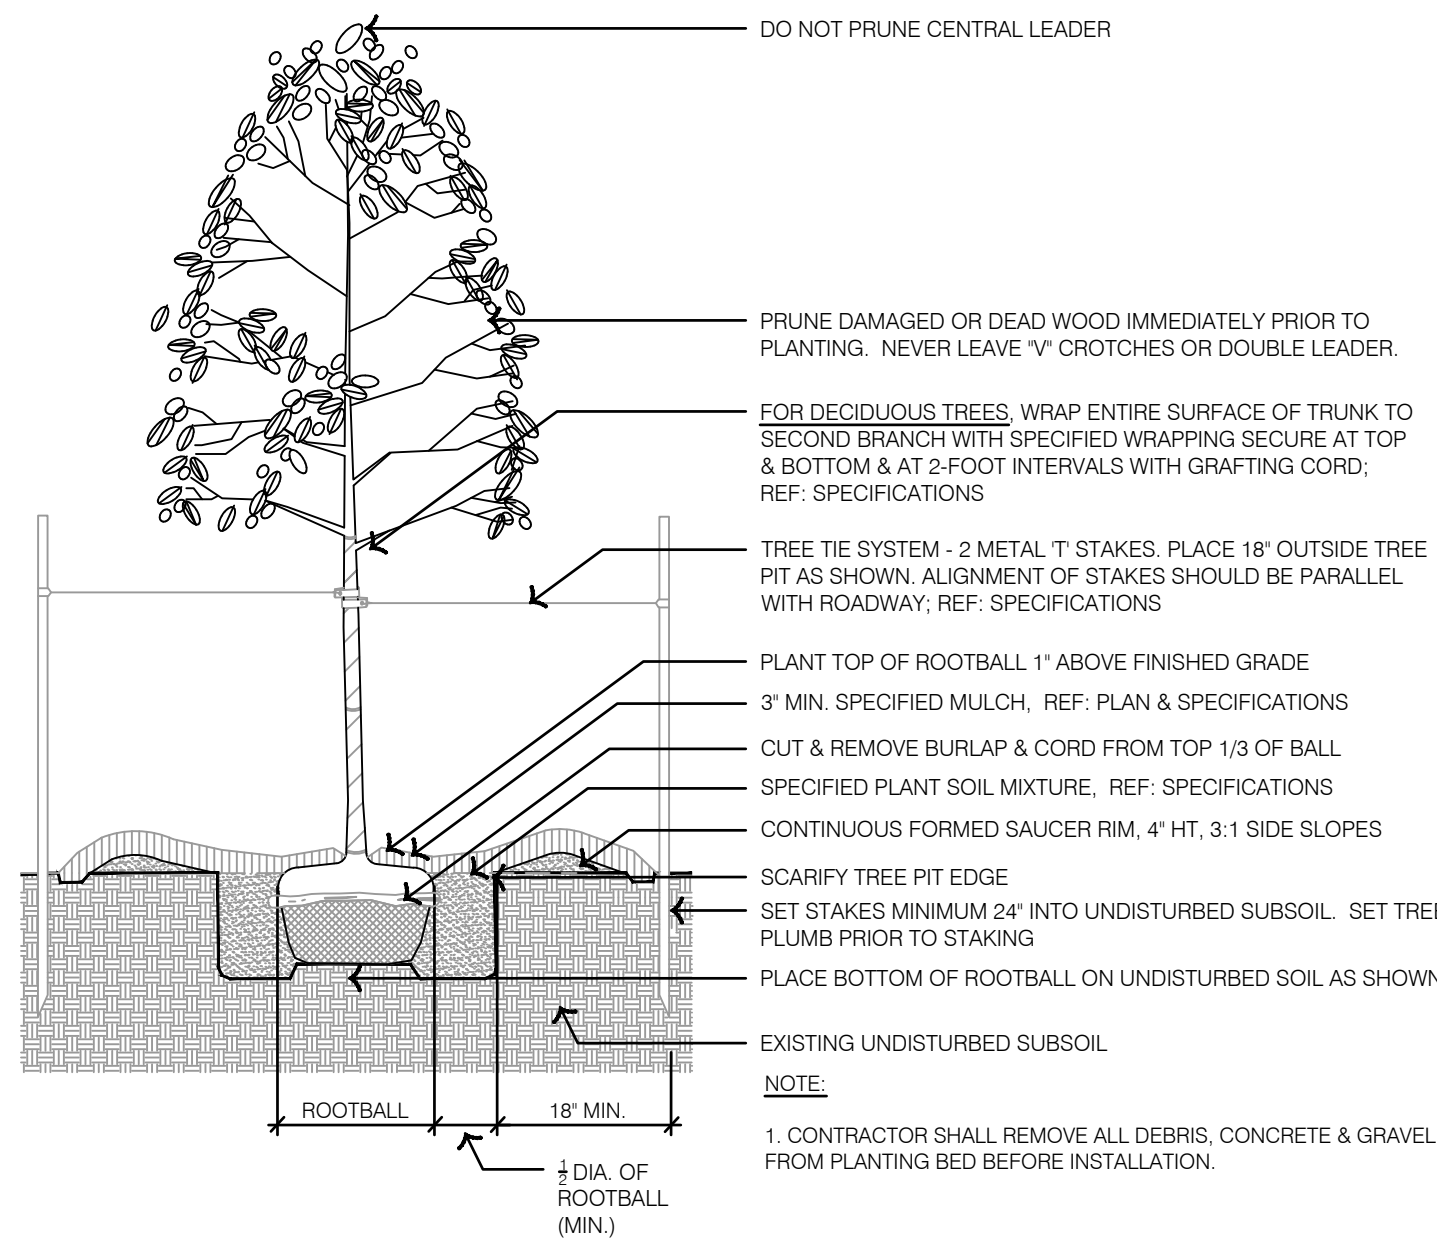 DO NOT PRUNE CENTRAL LEADER
PRUNE DAMAGED OR DEAD WOOD IMMEDIATELY PRIOR TO
PLANTING. NEVER LEAVE "V" CROTCHES OR DOUBLE LEADER.
FOR DECIDUOUS TREES, WRAP ENTIRE SURFACE OF TRUNK TO
SECOND BRANCH WITH SPECIFIED WRAPPING SECURE AT TOP
& BOTTOM & AT 2-FOOT INTERVALS WITH GRAFTING CORD;
REF: SPECIFICATIONS
TREE TIE SYSTEM - 2 METAL 'T' STAKES. PLACE 18" OUTSIDE TREE
PIT AS SHOWN. ALIGNMENT OF STAKES SHOULD BE PARALLEL
WITH ROADWAY; REF: SPECIFICATIONS
PLANT TOP OF ROOTBALL 1" ABOVE FINISHED GRADE
3" MIN. SPECIFIED MULCH, REF: PLAN & SPECIFICATIONS
CUT & REMOVE BURLAP & CORD FROM TOP 1/3 OF BALL
SPECIFIED PLANT SOIL MIXTURE, REF: SPECIFICATIONS
CONTINUOUS FORMED SAUCER RIM, 4" HT, 3:1 SIDE SLOPES
SCARIFY TREE PIT EDGE
SET STAKES MINIMUM 24" INTO UNDISTURBED SUBSOIL. SET TREE
PLUMB PRIOR TO STAKING
PLACE BOTTOM OF ROOTBALL ON UNDISTURBED SOIL AS SHOWN
EXISTING UNDISTURBED SUBSOIL
NOTE:
1. CONTRACTOR SHALL REMOVE ALL DEBRIS, CONCRETE & GRAVEL
FROM PLANTING BED BEFORE INSTALLATION.
ROOTBALL
18" MIN.
½ DIA. OF
ROOTBALL
(MIN.)